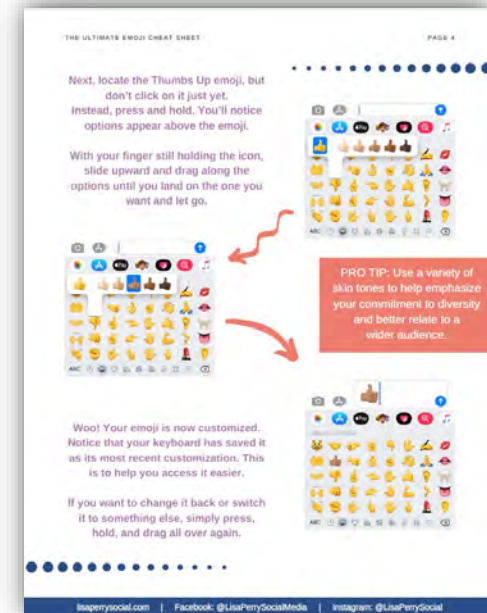 THE ULTIMATE EMOJI CHEAT SHEET
PAGE 4
Next, locate the Thumbs Up emoji, but
don't click on it just yet.
Instead, press and hold. You'll notice
options appear above the emoji.
With your finger still holding the icon,
slide upward and drag along the
options until you land on the one you
want and let go.
ABC
PRO TIP: Use a variety of
skin tones to help emphasize
your commitment to diversity
and better relate to a
wider audience.
ABC
Woo! Your emoji is now customized.
Notice that your keyboard has saved it
as its most recent customization. This
is to help you access it easier.
If you want to change it back or switch
it to something else, simply press,
hold, and drag all over again.
ABC
lisaperrysocial.com | Facebook: @LisaPerrySocialMedia | Instagram: @LisaPerrySocial